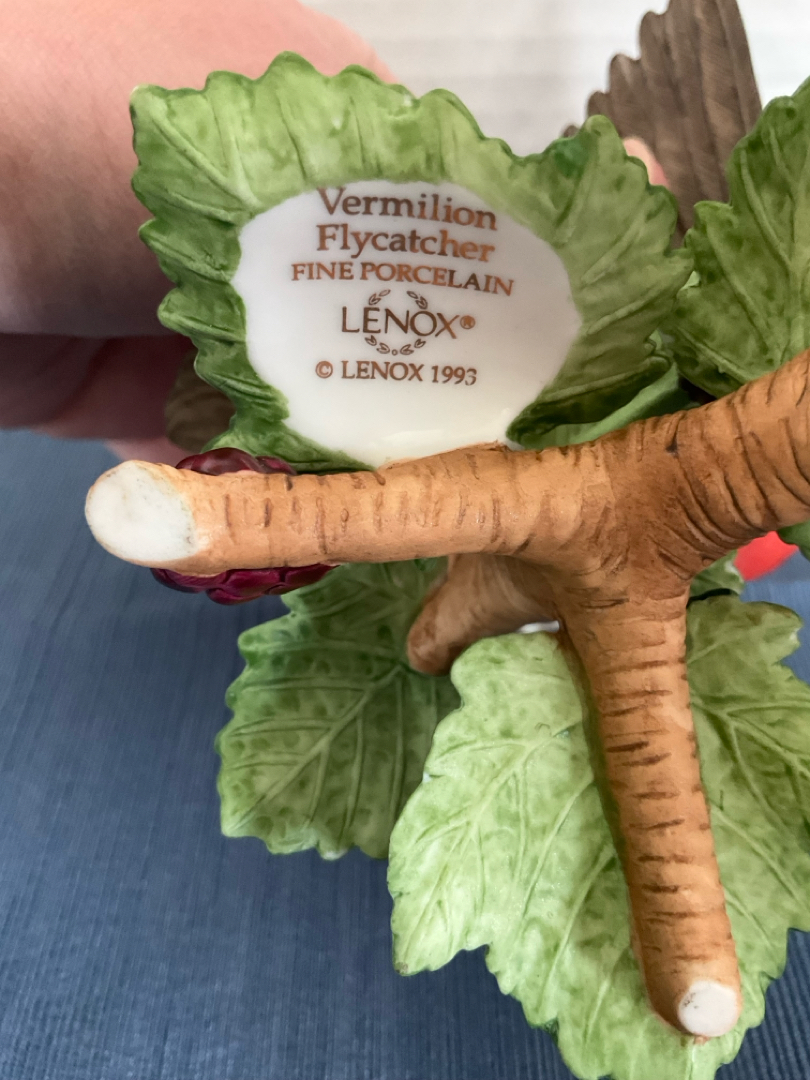 Vermilion
Flycatcher
FINE PORCELAIN
LENOX®
© LENOX 1993